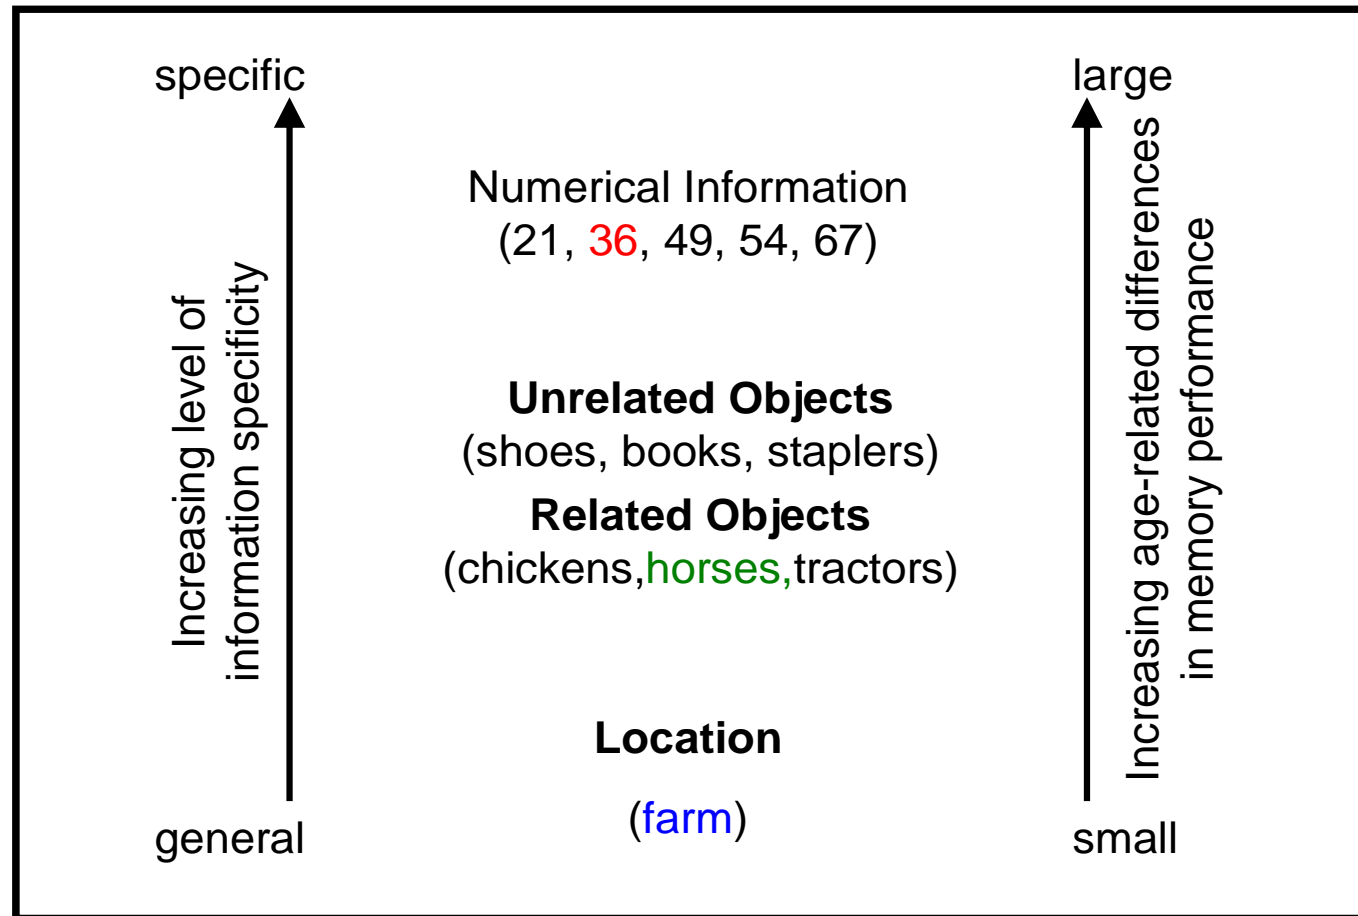 specific
large
Numerical Information
(21, 36, 49, 54, 67)
Increasing level of
information specificity
Unrelated Objects
(shoes, books, staplers)
Related Objects
(chickens,horses,tractors)
Increasing age-related differences
in memory performance
Location
(farm)
general
small